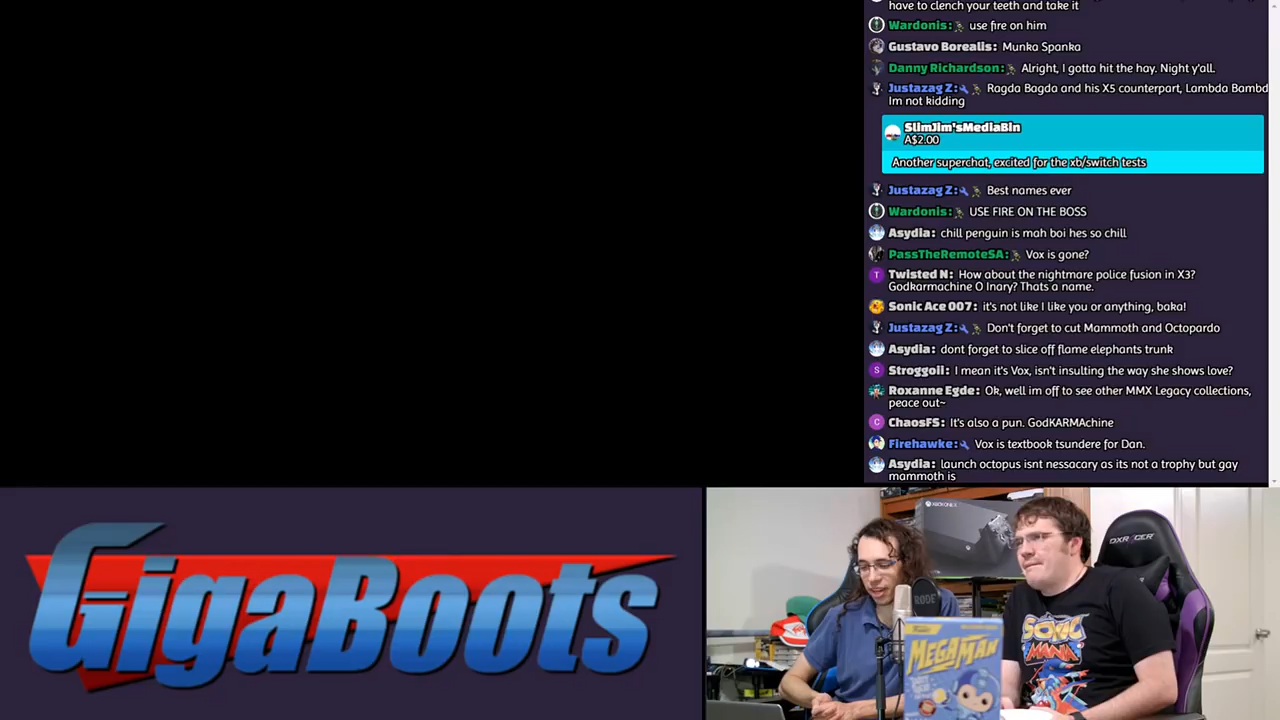 have to clench your teeth and take it
Wardonis: use fire on him
Gustavo Borealis: Munka Spanka
Danny Richardson: Alright, I gotta hit the hay. Night y'all.
Justazag Z: Ragda Bagda and his X5 counterpart, Lambda Bambd
Im not kidding
SlimJim'sMediaBin
A$2.00
Another superchat, excited for the xb/switch tests
Justazag Z: Best names ever
Wardonis: USE FIRE ON THE BOSS
Asydia: chill penguin is mah boi hes so chill
PassTheRemoteSA: Vox is gone?
T Twisted N: How about the nightmare police fusion in X3?
Godkarmachine O Inary? Thats a name.
Sonic Ace 007: it's not like I like you or anything, baka!
Justazag Z: Don't forget to cut Mammoth and Octopardo
Asydia: dont forget to slice off flame elephants trunk
S Stroggoii: I mean it's Vox, isn't insulting the way she shows love?
Roxanne Egde: Ok, well im off to see other MMX Legacy collections,
peace out~
C ChaosFS: It's also a pun. GodKARMAchine
Firehawke: Vox is textbook tsundere for Dan.
Asydia: launch octopus isnt nessacary as its not a trophy but gay
mammoth is
GigaBoots
XBOX ONE X
DXRACER
RODE
MEGAMAN
SONIC
MANIA